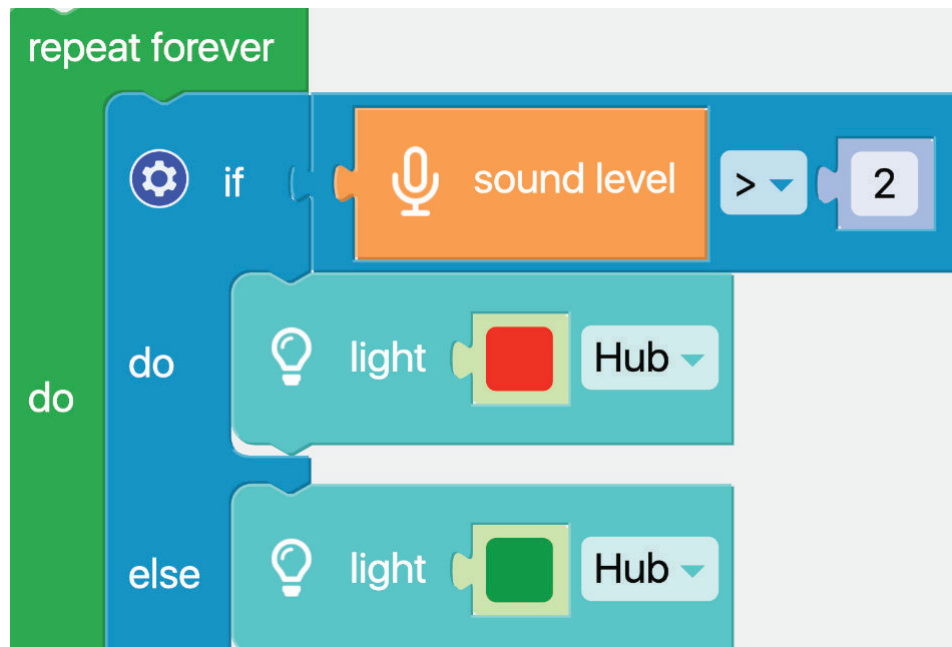 repeat forever
if sound level > 2
do light Hub
do
else light Hub